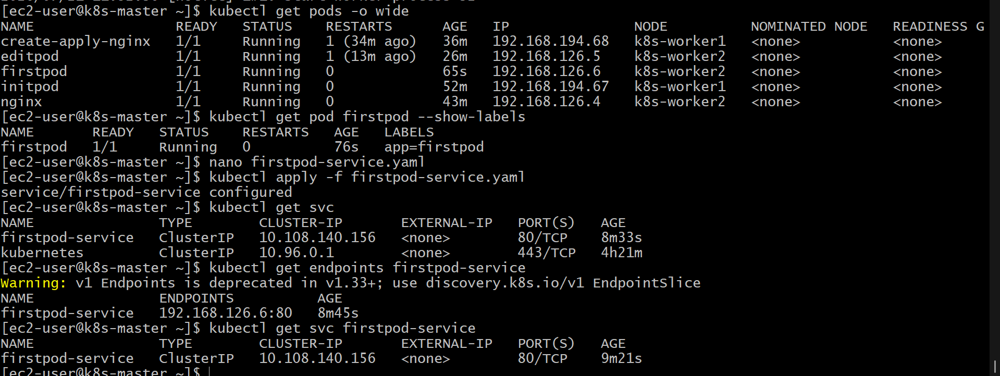 [ec2-user@k8s-master ~]$ kubectl get pods -o wide
NAME                 READY   STATUS    RESTARTS      AGE   IP               NODE          NOMINATED NODE   READINESS G
create-apply-nginx   1/1     Running   1 (34m ago)   36m   192.168.194.68   k8s-worker1   <none>           <none>
editpod              1/1     Running   1 (13m ago)   26m   192.168.126.5    k8s-worker2   <none>           <none>
firstpod             1/1     Running   0             65s   192.168.126.6    k8s-worker2   <none>           <none>
initpod              1/1     Running   0             52m   192.168.194.67   k8s-worker1   <none>           <none>
nginx                1/1     Running   0             43m   192.168.126.4    k8s-worker2   <none>           <none>
[ec2-user@k8s-master ~]$ kubectl get pod firstpod --show-labels
NAME       READY   STATUS    RESTARTS   AGE   LABELS
firstpod   1/1     Running   0          76s   app=firstpod
[ec2-user@k8s-master ~]$ nano firstpod-service.yaml
[ec2-user@k8s-master ~]$ kubectl apply -f firstpod-service.yaml
service/firstpod-service configured
[ec2-user@k8s-master ~]$ kubectl get svc
NAME               TYPE        CLUSTER-IP       EXTERNAL-IP   PORT(S)   AGE
firstpod-service   ClusterIP   10.108.140.156   <none>        80/TCP    8m33s
kubernetes         ClusterIP   10.96.0.1        <none>        443/TCP   4h21m
[ec2-user@k8s-master ~]$ kubectl get endpoints firstpod-service
Warning: v1 Endpoints is deprecated in v1.33+; use discovery.k8s.io/v1 EndpointSlice
NAME               ENDPOINTS          AGE
firstpod-service   192.168.126.6:80   8m45s
[ec2-user@k8s-master ~]$ kubectl get svc firstpod-service
NAME               TYPE        CLUSTER-IP       EXTERNAL-IP   PORT(S)   AGE
firstpod-service   ClusterIP   10.108.140.156   <none>        80/TCP    9m21s
[ec2-user@k8s-master ~]$